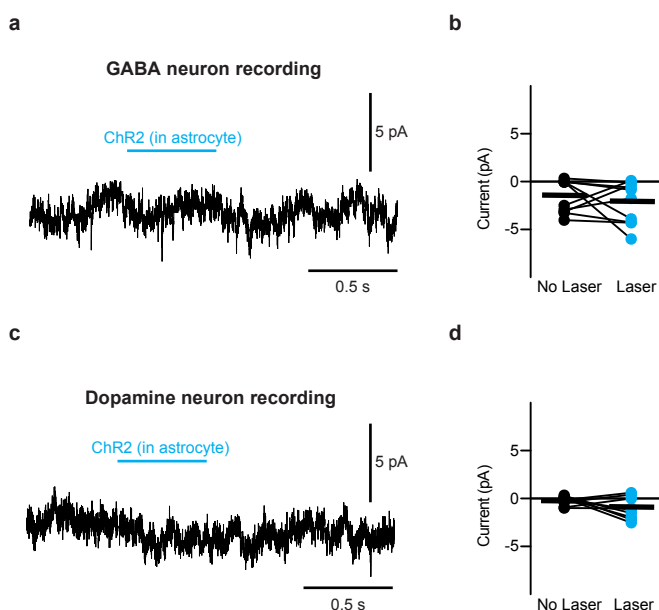 a
GABA neuron recording
ChR2 (in astrocyte)
5 pA
0.5 s
b
Current (pA)
5
0
-5
No Laser Laser
c
Dopamine neuron recording
ChR2 (in astrocyte)
5 pA
0.5 s
d
Current (pA)
5
0
-5
No Laser Laser